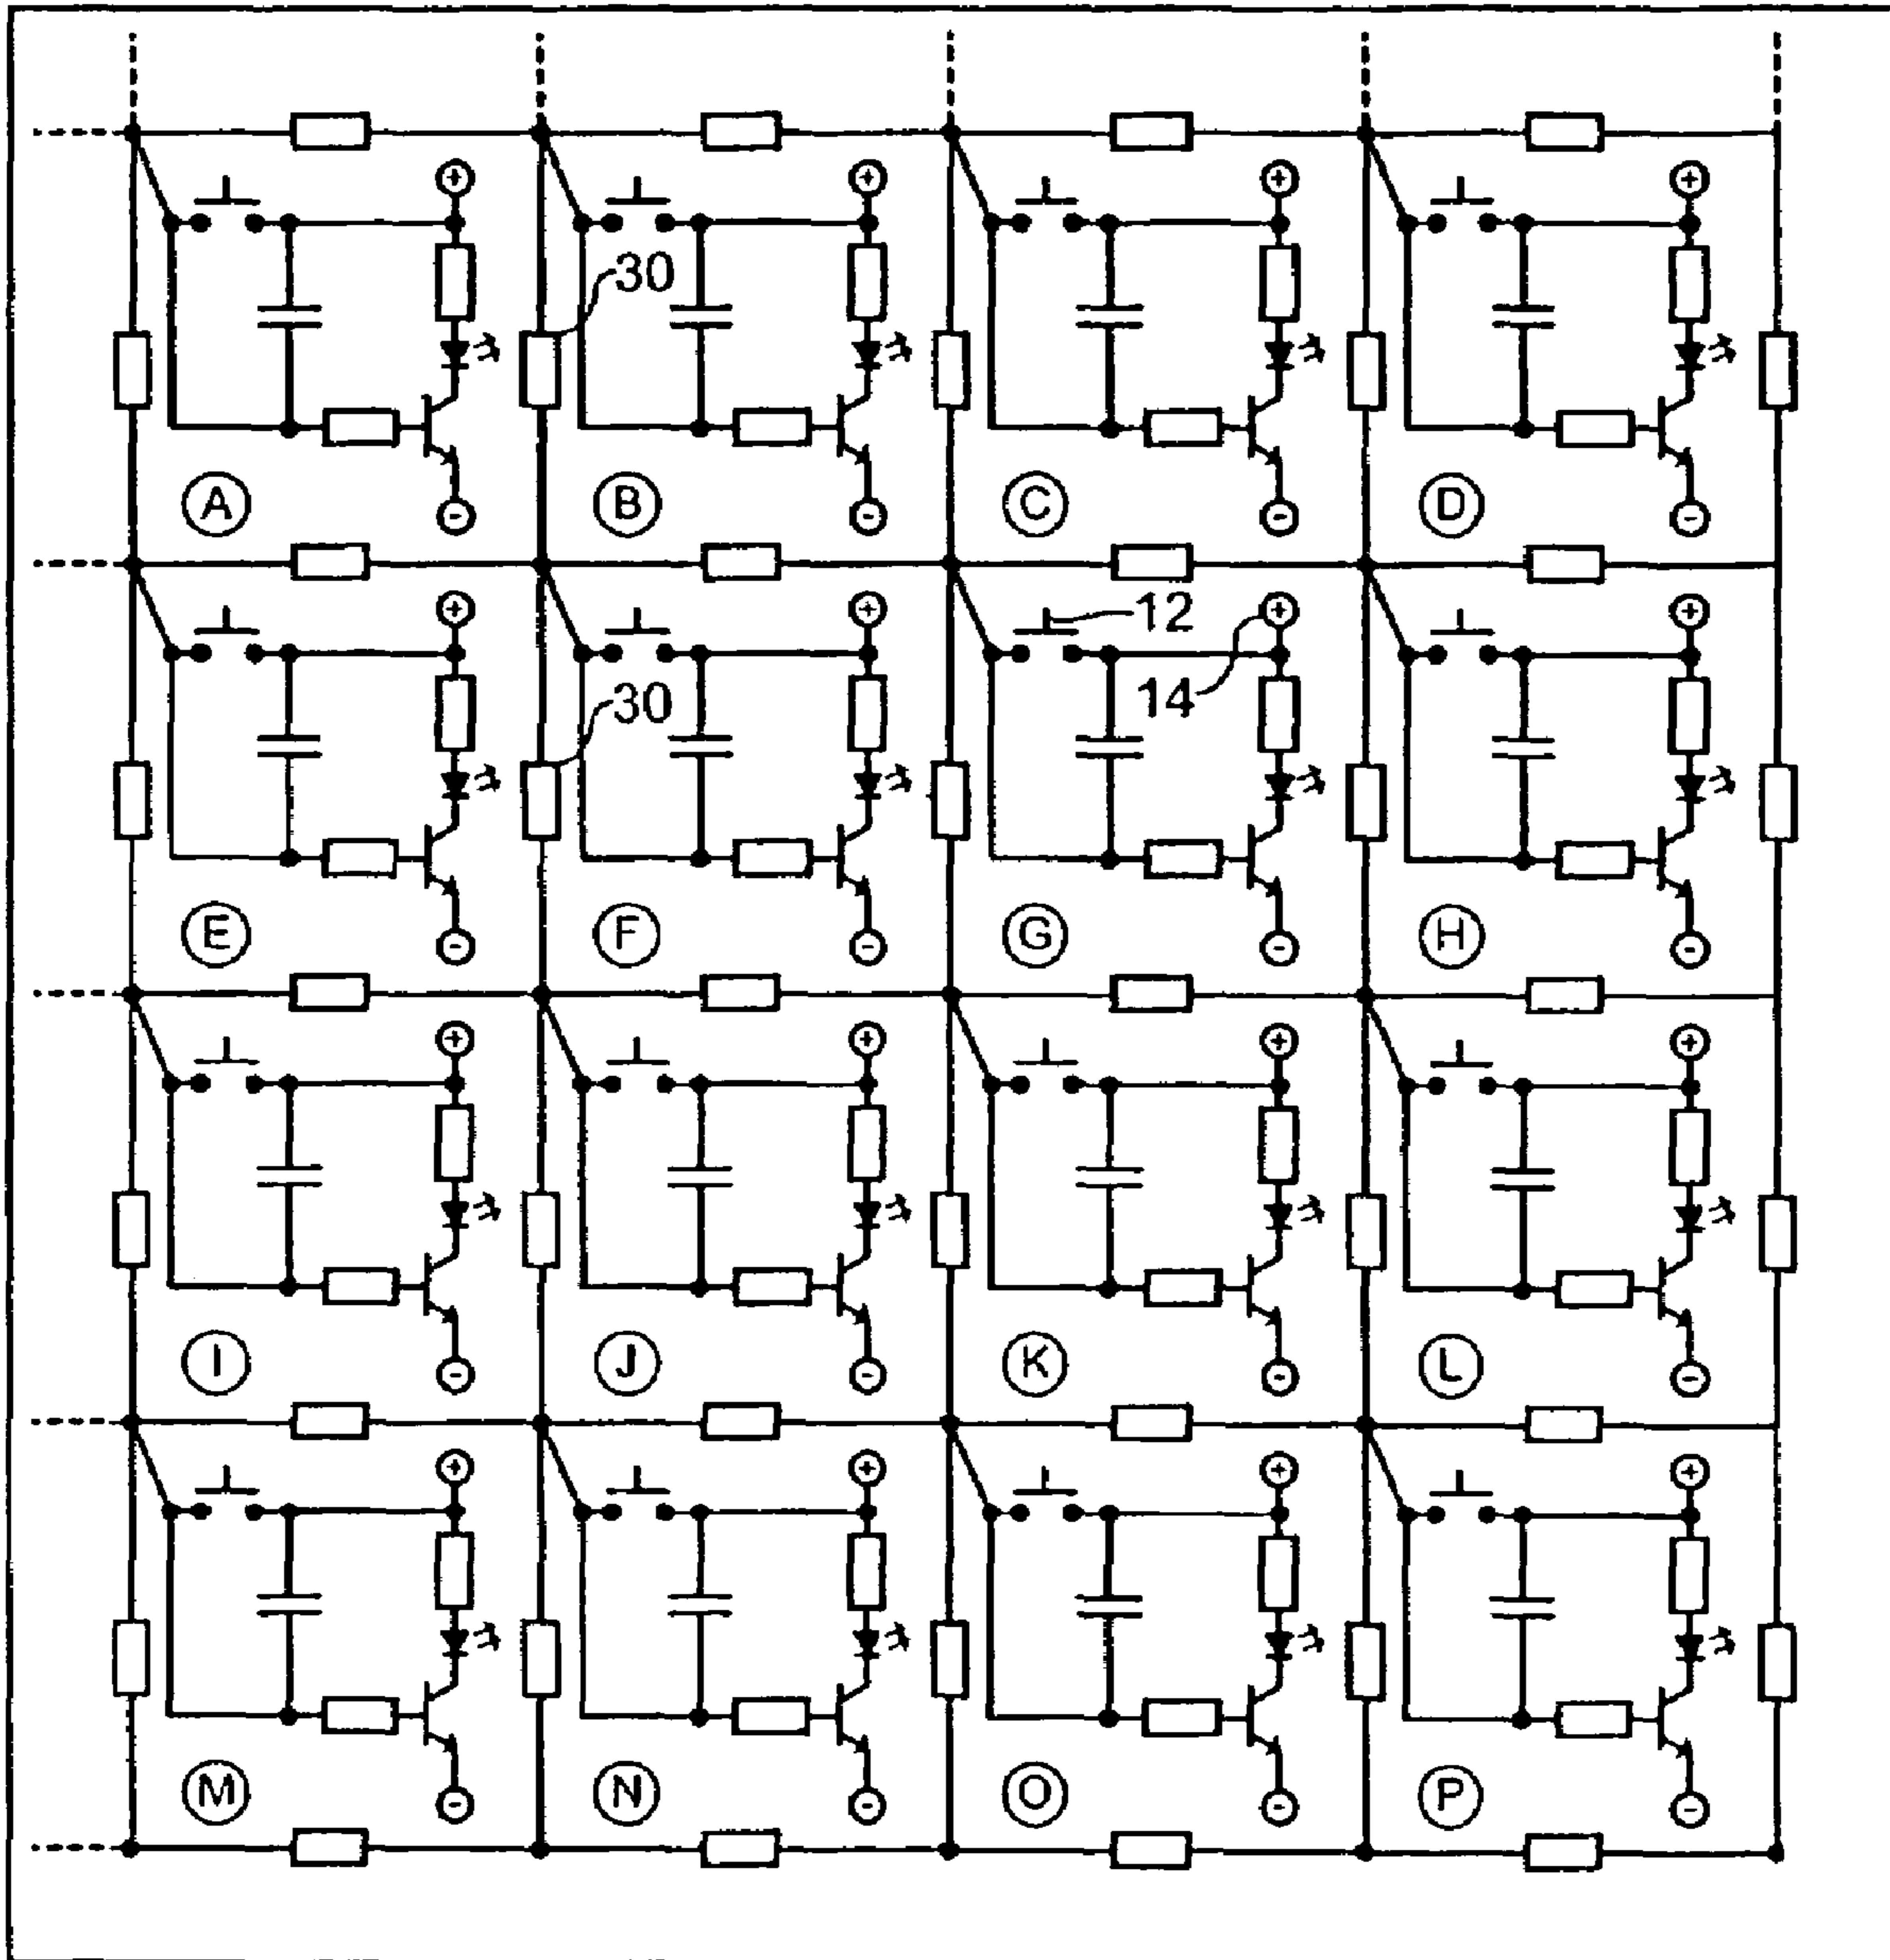 + + + +
30
A B C D
- - - -
+ + 12 + +
30 14
E F G H
- - - -
+ + + +
I J K L
- - - -
+ + + +
M N O P
- - - -